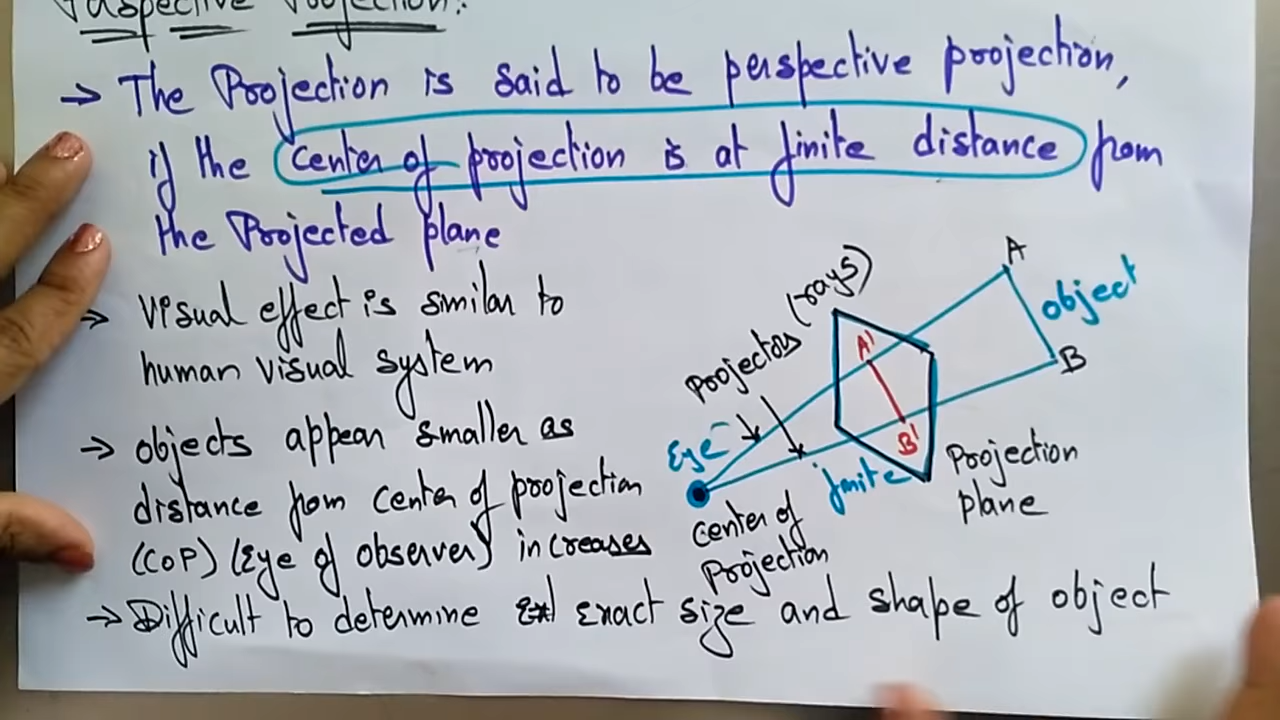 Perspective Projection:
→ The Projection is said to be perspective projection,
if the center of projection is at finite distance from
the Projected plane
→ Visual effect is similar to
human visual system
→ objects appear smaller as
distance from center of projection
(COP) (Eye of observer) increases
→ Difficult to determine Exact size and shape of object
Projectors (-rays)
A
object
B
A'
B'
Eye
finite
Projection
plane
center of
Projection